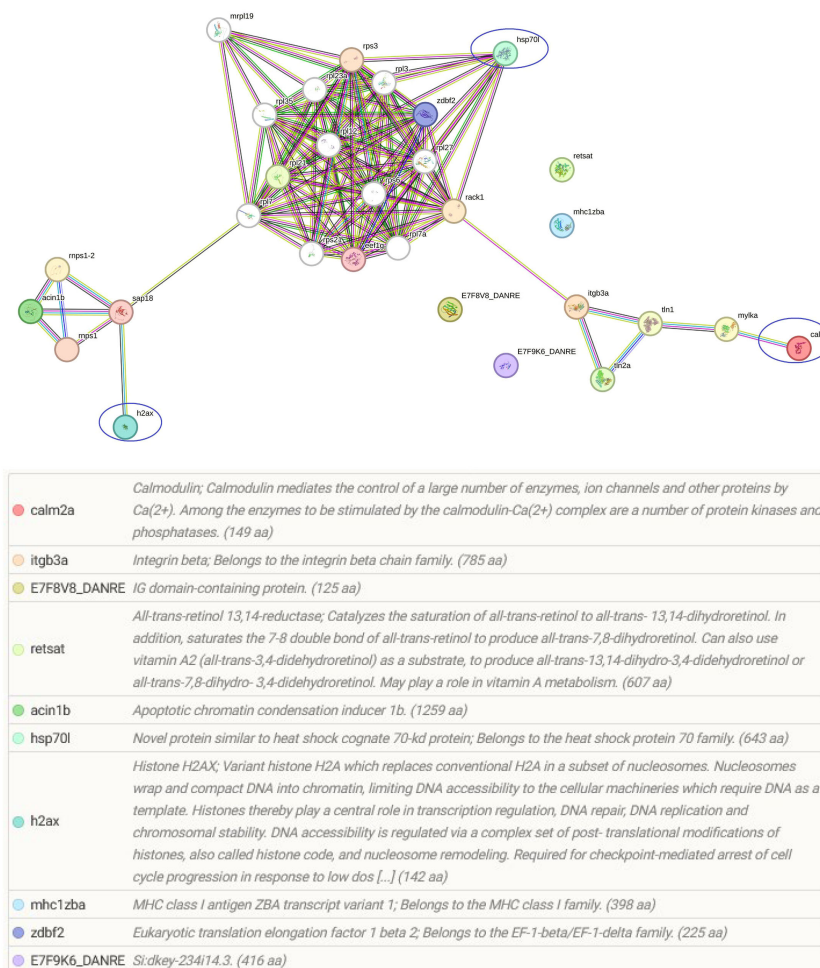 mrpl19
hsp70l
rps3
rpl3
rpl23a
zdbf2
rpl35
rpl12
rpl27
retsat
rpl21
rps9
rack1
mhc1zba
rpl7
rps21
eef1g
rpl7a
rnps1-2
acin1b
sap18
rnps1
E7F8V8_DANRE
itgb3a
tln1
mylka
cal
E7F9K6_DANRE
tln2a
h2ax
calm2a Calmodulin; Calmodulin mediates the control of a large number of enzymes, ion channels and other proteins by
Ca(2+). Among the enzymes to be stimulated by the calmodulin-Ca(2+) complex are a number of protein kinases and
phosphatases. (149 aa)
itgb3a Integrin beta; Belongs to the integrin beta chain family. (785 aa)
E7F8V8_DANRE IG domain-containing protein. (125 aa)
All-trans-retinol 13,14-reductase; Catalyzes the saturation of all-trans-retinol to all-trans- 13,14-dihydroretinol. In
addition, saturates the 7-8 double bond of all-trans-retinol to produce all-trans-7,8-dihydroretinol. Can also use
retsat vitamin A2 (all-trans-3,4-didehydroretinol) as a substrate, to produce all-trans-13,14-dihydro-3,4-didehydroretinol or
all-trans-7,8-dihydro- 3,4-didehydroretinol. May play a role in vitamin A metabolism. (607 aa)
acin1b Apoptotic chromatin condensation inducer 1b. (1259 aa)
hsp70l Novel protein similar to heat shock cognate 70-kd protein; Belongs to the heat shock protein 70 family. (643 aa)
Histone H2AX; Variant histone H2A which replaces conventional H2A in a subset of nucleosomes. Nucleosomes
wrap and compact DNA into chromatin, limiting DNA accessibility to the cellular machineries which require DNA as a
template. Histones thereby play a central role in transcription regulation, DNA repair, DNA replication and
h2ax chromosomal stability. DNA accessibility is regulated via a complex set of post- translational modifications of
histones, also called histone code, and nucleosome remodeling. Required for checkpoint-mediated arrest of cell
cycle progression in response to low dos [...] (142 aa)
mhc1zba MHC class I antigen ZBA transcript variant 1; Belongs to the MHC class I family. (398 aa)
zdbf2 Eukaryotic translation elongation factor 1 beta 2; Belongs to the EF-1-beta/EF-1-delta family. (225 aa)
E7F9K6_DANRE Si:dkey-234i14.3. (416 aa)